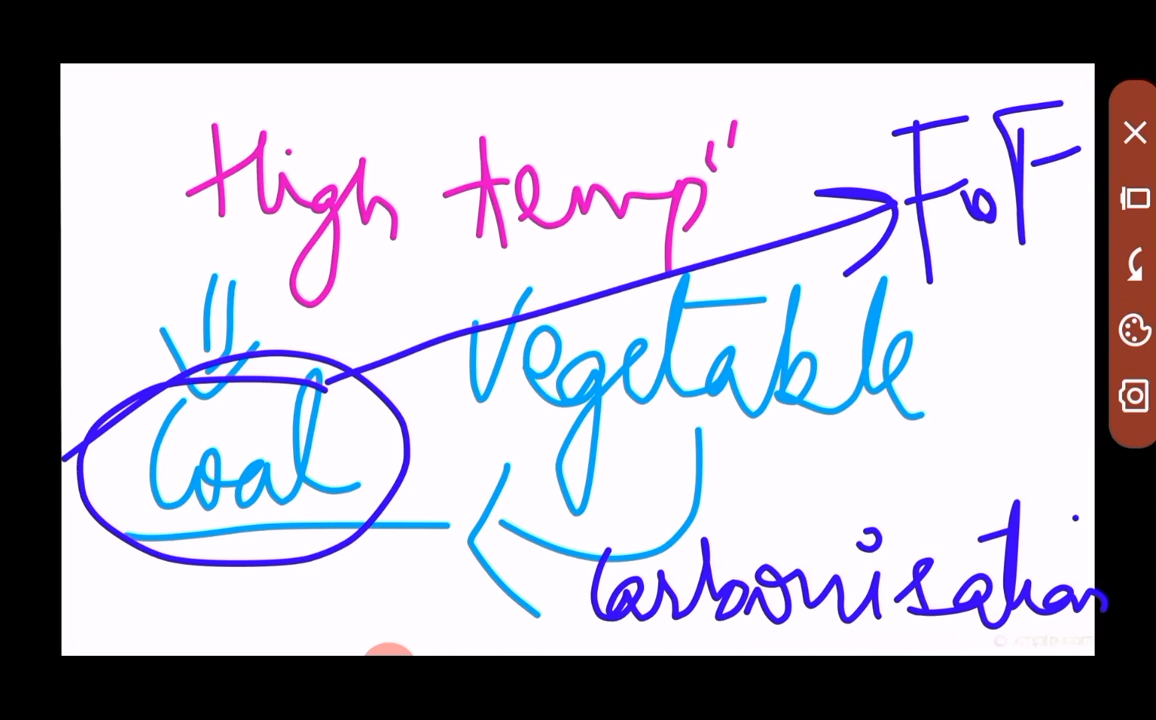 High temp"
FoF
Vegetable
Coal
Carbonisation